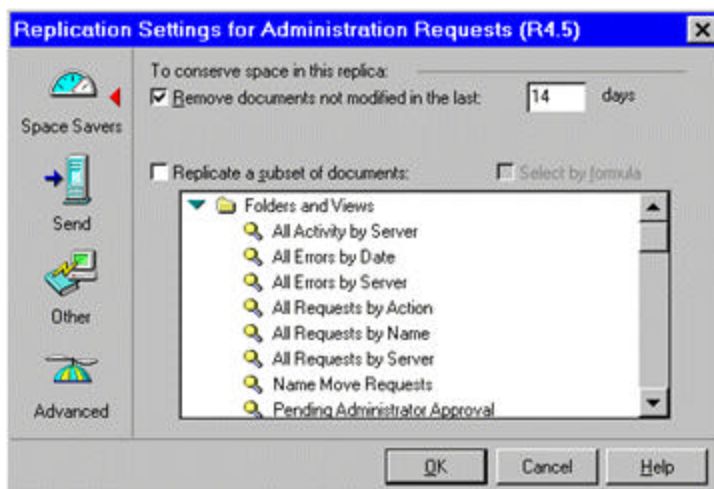 Replication Settings for Administration Requests (R4.5)
Space Savers
Send
Other
Advanced
To conserve space in this replica:
Remove documents not modified in the last: 14 days
Replicate a subset of documents: Select by formula
Folders and Views
All Activity by Server
All Errors by Date
All Errors by Server
All Requests by Action
All Requests by Name
All Requests by Server
Name Move Requests
Pending Administrator Approval
OK Cancel Help